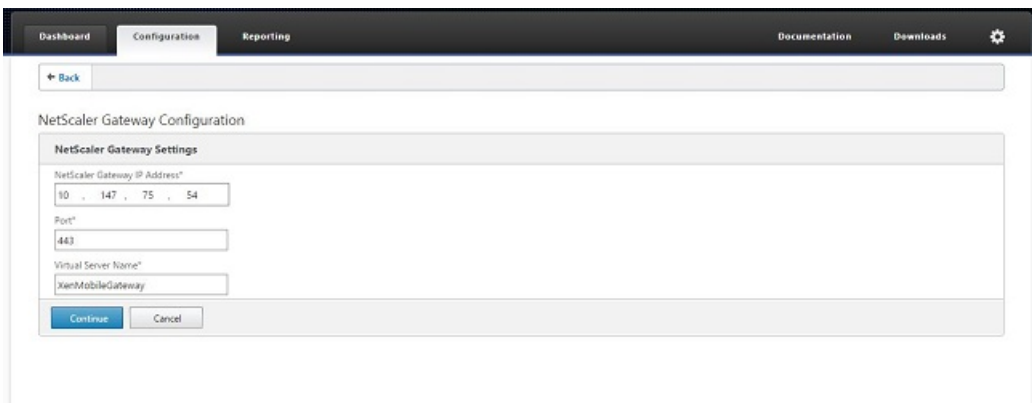 Dashboard Configuration Reporting Documentation Downloads
← Back
NetScaler Gateway Configuration
NetScaler Gateway Settings
NetScaler Gateway IP Address*
10 . 147 . 75 . 54
Port*
443
Virtual Server Name*
XenMobileGateway
Continue Cancel